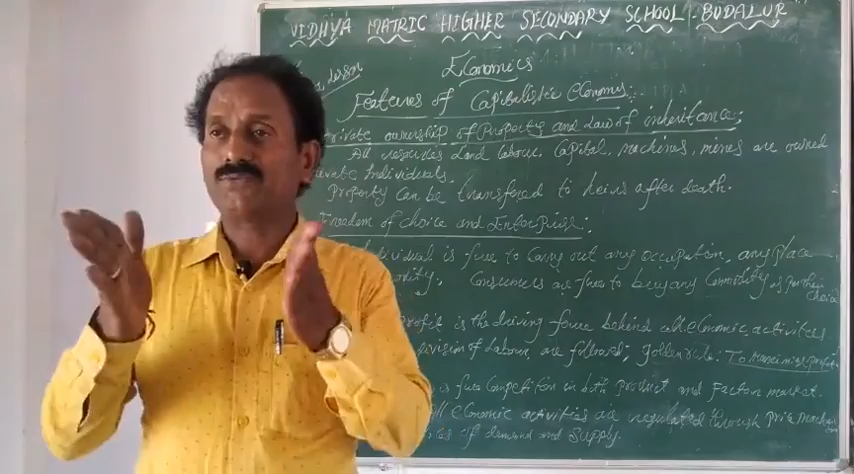 VIDHYA MATRIC HIGHER SECONDARY SCHOOL - BUDALUR
Economics
Features of Capitalistic Economy:
Private ownership of Property and Law of inheritance:
All resources Land labour, Capital, machines, mines are owned
Individuals.
Property can be transfered to heirs after death.
Freedom of choice and Enterprise:
Individual is free to carry out any occupation, any place
Consumers are free to buy any Commodity as per their
choice
Profit is the driving force behind all economic activities
Division of Labour are followed; golden rule: To maximise profit
is free competition in both Product and Factor market.
all economic activities are regulated through price
of demand and Supply.